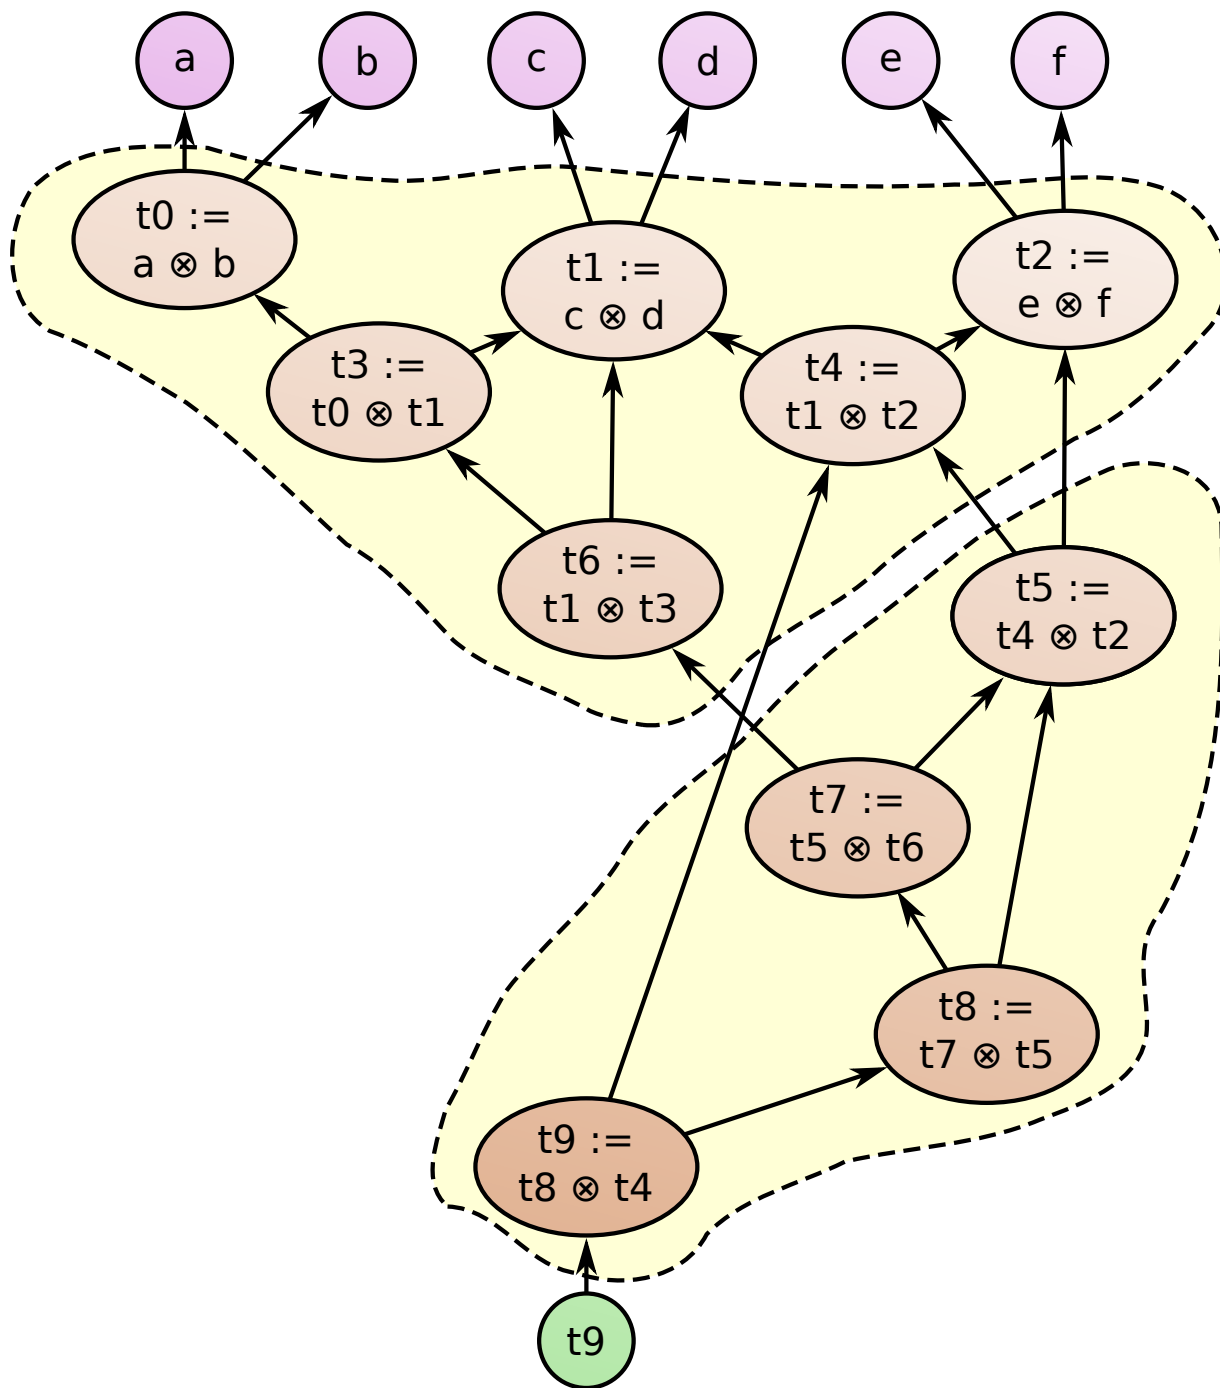 a
b
c
d
e
f
t0 :=
a ⊗ b
t1 :=
c ⊗ d
t2 :=
e ⊗ f
t3 :=
t0 ⊗ t1
t4 :=
t1 ⊗ t2
t6 :=
t1 ⊗ t3
t5 :=
t4 ⊗ t2
t7 :=
t5 ⊗ t6
t8 :=
t7 ⊗ t5
t9 :=
t8 ⊗ t4
t9